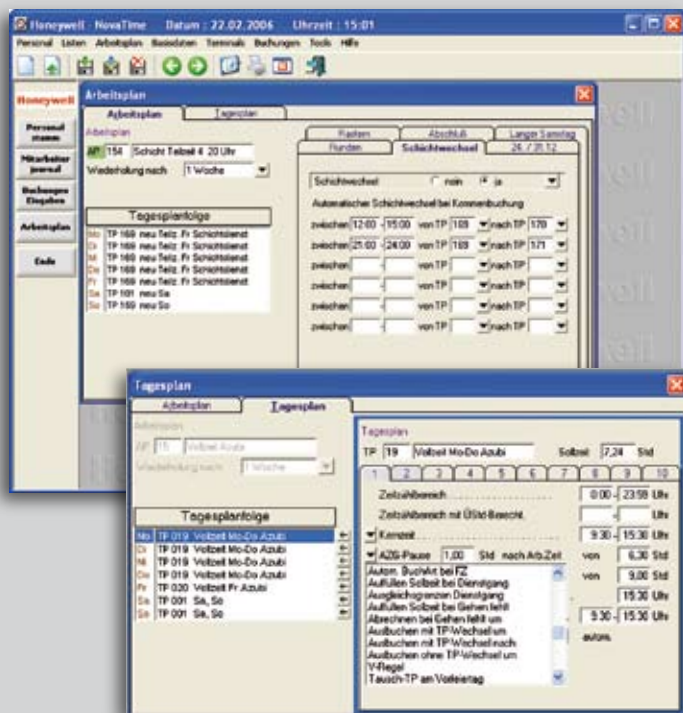 Honeywell - NovaTime Datum : 22.02.2006 Uhrzeit : 15:01
Personal Listen Arbeitsplan Basisdaten Terminals Buchungen Tools Hilfe
Honeywell
Personal stamm
Mitarbeiter journal
Buchungen Eingeben
Arbeitsplan
Ende
Arbeitsplan
Arbeitsplan Tagesplan
Arbeitsplan
AP 154 Schicht Teilzeit 4 20 Uhr
Wiederholung nach: 1 Woche
Tagesplanfolge
Mo TP 169 neu Teilz. Fr Schichtdienst
Di TP 169 neu Teilz. Fr Schichtdienst
Mi TP 169 neu Teilz. Fr Schichtdienst
Do TP 169 neu Teilz. Fr Schichtdienst
Fr TP 169 neu Teilz. Fr Schichtdienst
Sa TP 101 neu Sa
So TP 169 neu So
Flexkern Abschluß Langer Samstag
Runden Schichtwechsel 24. / 31.12
Schichtwechsel nein ja
Automatischer Schichtwechsel bei Kommenbuchung
zwischen 12:00 - 15:00 von TP 169 nach TP 170
zwischen 21:00 - 24:00 von TP 169 nach TP 171
zwischen - von TP nach TP
zwischen - von TP nach TP
zwischen - von TP nach TP
zwischen - von TP nach TP
Tagesplan
Arbeitsplan Tagesplan
Arbeitsplan
AP 15 Vollzeit Azubi
Wiederholung nach: 1 Woche
Tagesplanfolge
Mo TP 019 Vollzeit Mo-Do Azubi
Di TP 019 Vollzeit Mo-Do Azubi
Mi TP 019 Vollzeit Mo-Do Azubi
Do TP 019 Vollzeit Mo-Do Azubi
Fr TP 020 Vollzeit Fr Azubi
Sa TP 001 Sa, So
So TP 001 Sa, So
Tagesplan
TP 19 Vollzeit Mo-Do Azubi Sollzeit 7,24 Std
1 2 3 4 5 6 7 8 9 10
Zeitzählbereich 0:00 - 23:59 Uhr
Zeitzählbereich mit ÜStd-Berecht. - Uhr
Kernzeit 9:30 - 15:30 Uhr
AZG-Pause 1,00 Std nach Arb.Zeit von 6,30 Std
Autom. BuchArt bei FZ von 9,00 Std
Auffüllen Sollzeit bei Dienstgang
Ausgleichsgrenzen Dienstgang 15:30 Uhr
Auffüllen Sollzeit bei Gehen fehlt
Abrechnen bei Gehen fehlt um 9:30 - 15:30 Uhr
Ausbuchen mit TP-Wechsel um autom.
Ausbuchen mit TP-Wechsel nach
Ausbuchen ohne TP-Wechsel um
V-Regel
Tausch-TP am Vorfeiertag